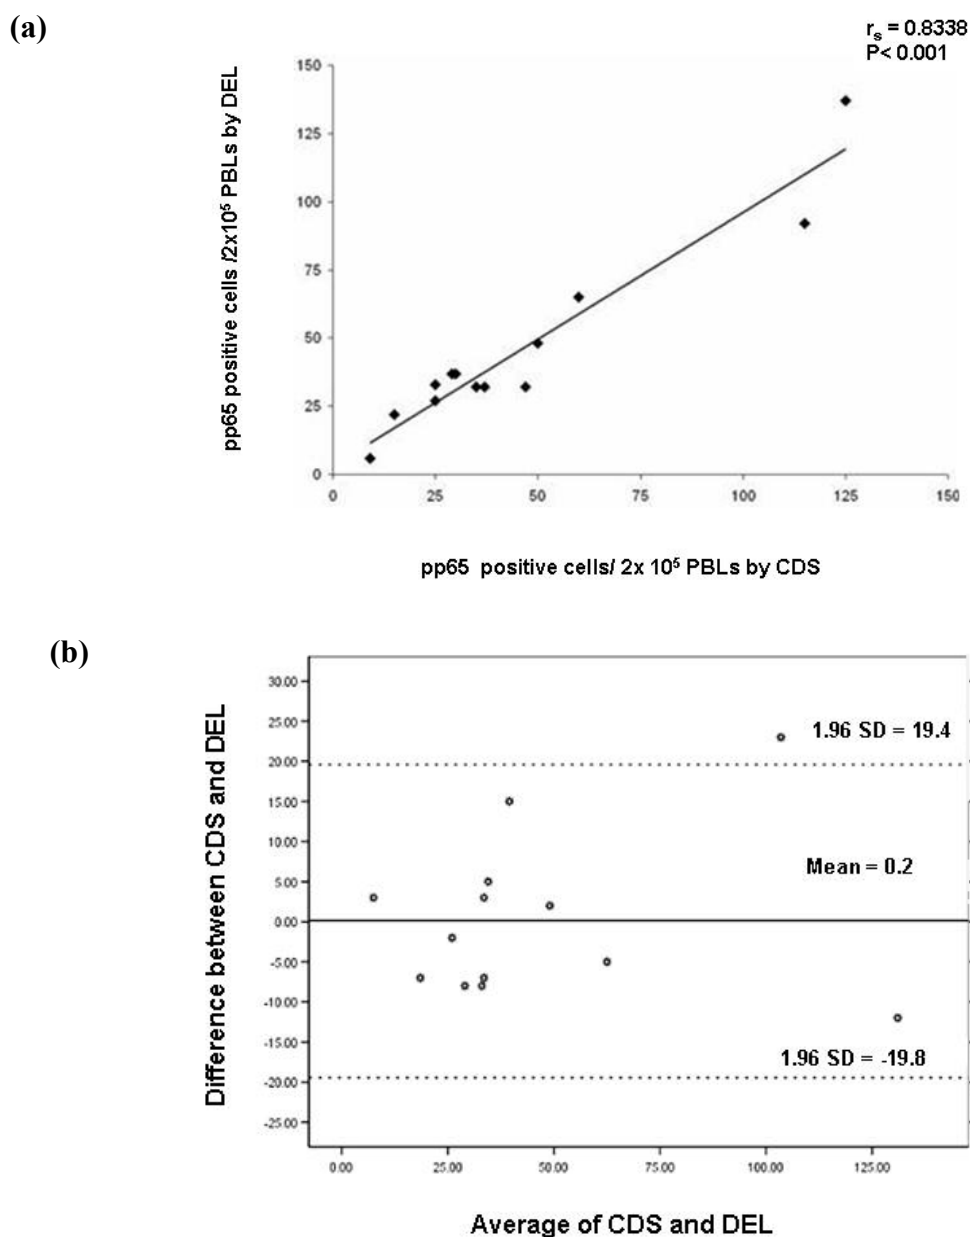 (a)
r_s = 0.8338
P< 0.001
pp65 positive cells /2x10⁵ PBLs by DEL
150
125
100
75
50
25
0
0 25 50 75 100 125 150
pp65 positive cells/ 2x 10⁵ PBLs by CDS
(b)
Difference between CDS and DEL
30.00
25.00
1.96 SD = 19.4
20.00
15.00
10.00
Mean = 0.2
5.00
0.00
-5.00
-10.00
-15.00
1.96 SD = -19.8
-20.00
-25.00
0.00 25.00 50.00 75.00 100.00 125.00
Average of CDS and DEL